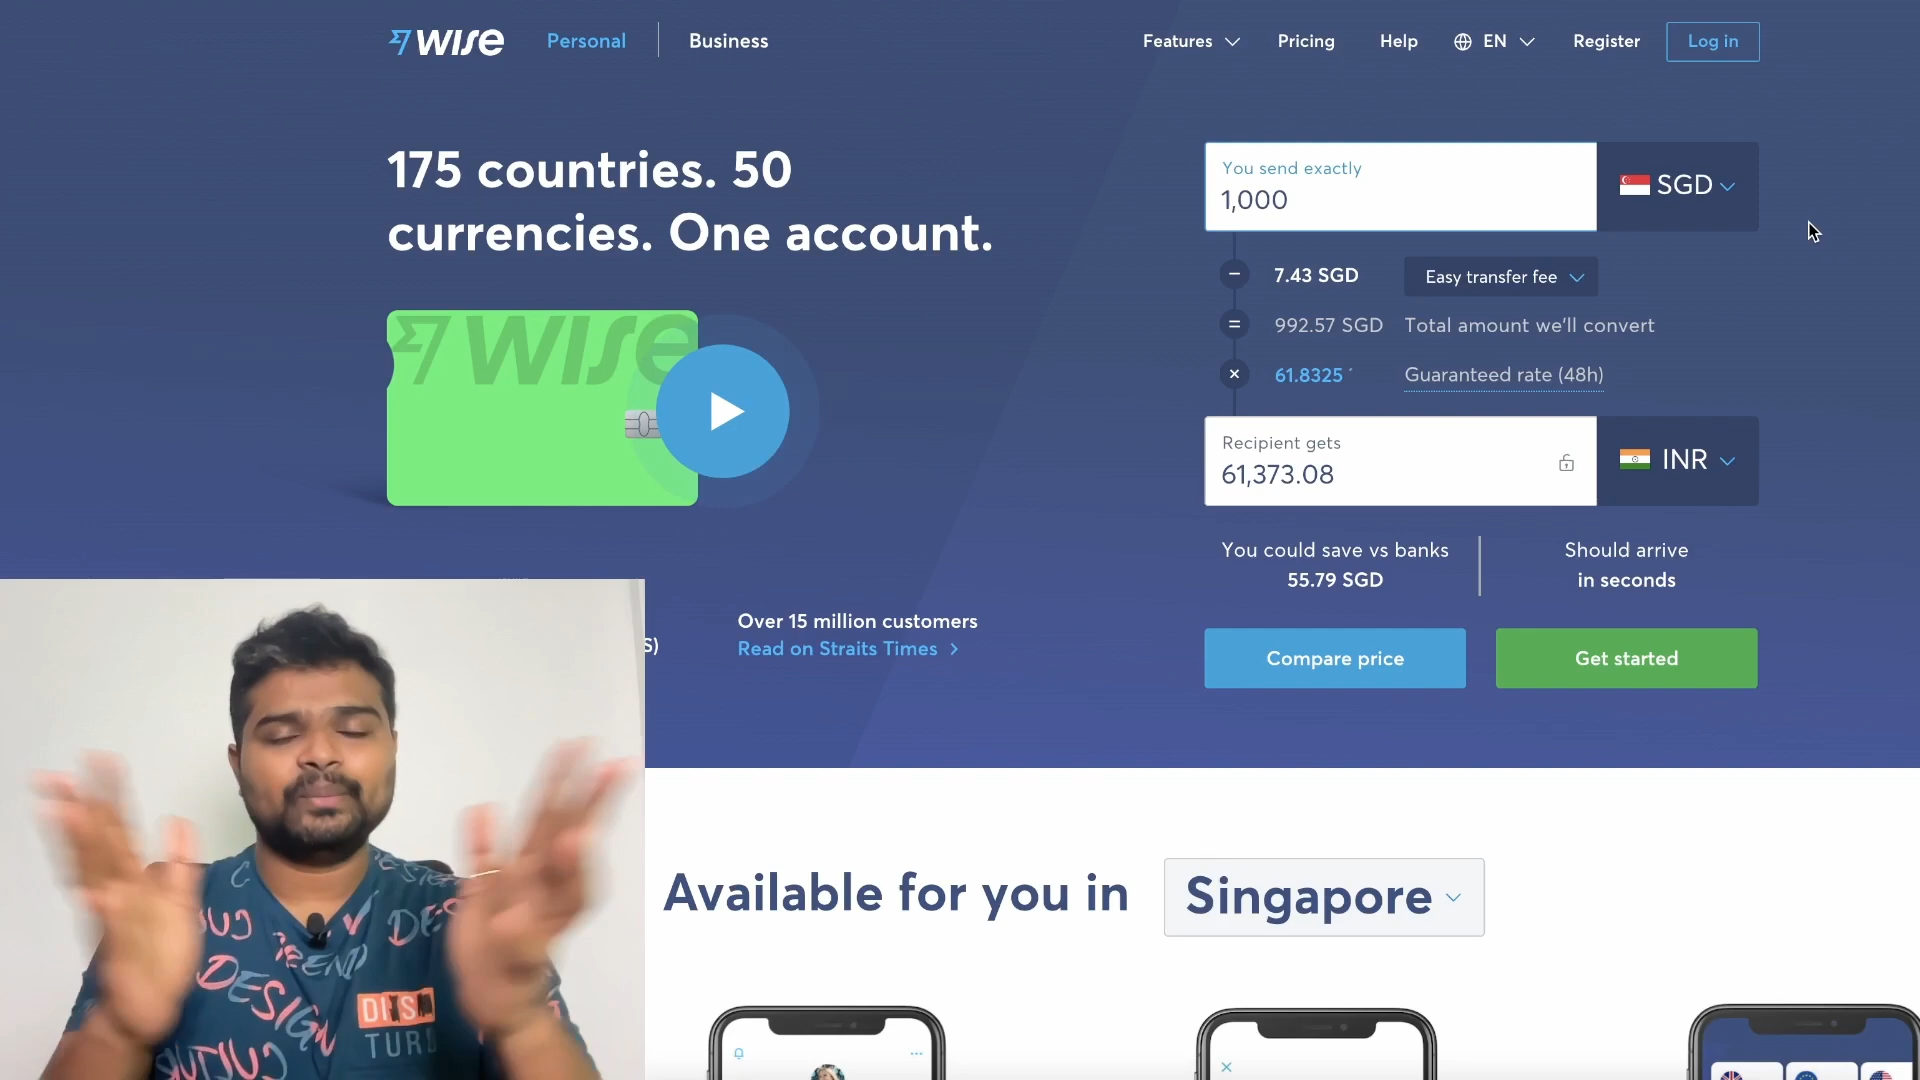 WISE
Personal
Business
Features
Pricing
Help
EN
Register
Log in
175 countries. 50
currencies. One account.
WISE
You send exactly
1,000
SGD
7.43 SGD
Easy transfer fee
992.57 SGD
Total amount we'll convert
61.8325
Guaranteed rate (48h)
Recipient gets
61,373.08
INR
You could save vs banks
55.79 SGD
Should arrive
in seconds
Compare price
Get started
S)
Over 15 million customers
Read on Straits Times
Available for you in
Singapore
DESIGN
TUR